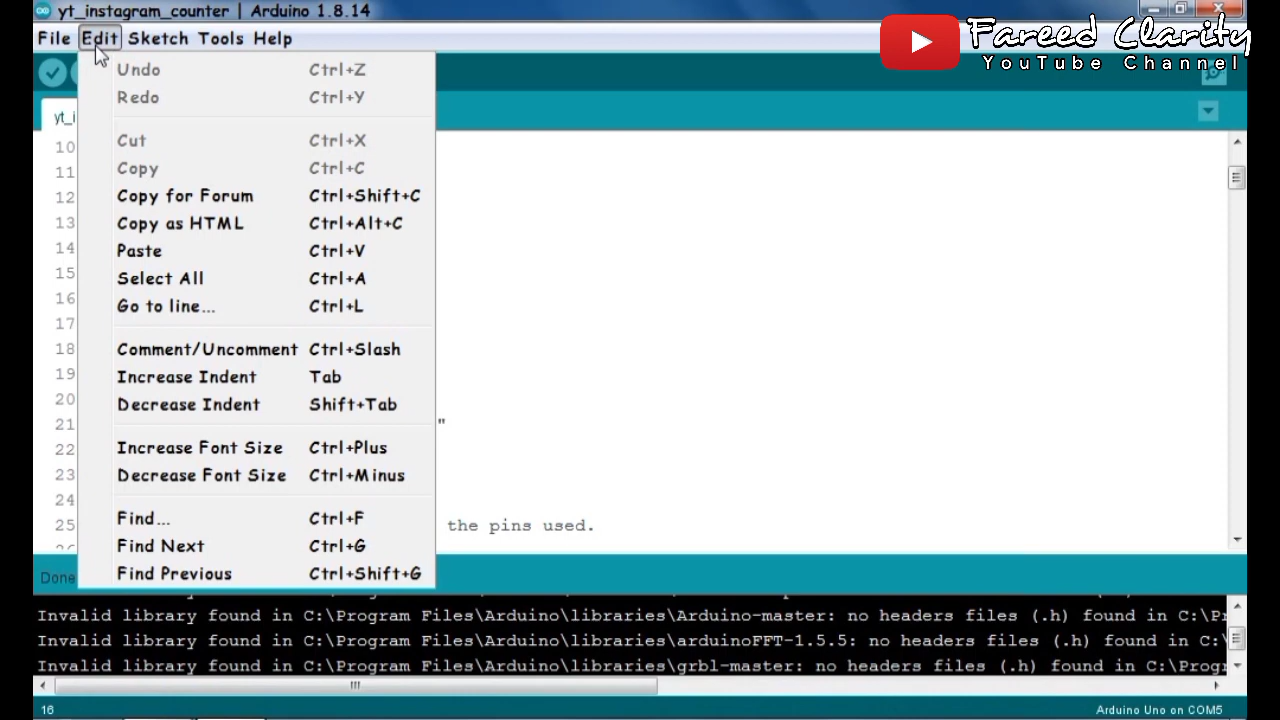 yt_instagram_counter | Arduino 1.8.14
File Edit Sketch Tools Help
Fareed Clarity
YouTube Channel
Undo Ctrl+Z
Redo Ctrl+Y
Cut Ctrl+X
Copy Ctrl+C
Copy for Forum Ctrl+Shift+C
Copy as HTML Ctrl+Alt+C
Paste Ctrl+V
Select All Ctrl+A
Go to line... Ctrl+L
Comment/Uncomment Ctrl+Slash
Increase Indent Tab
Decrease Indent Shift+Tab
Increase Font Size Ctrl+Plus
Decrease Font Size Ctrl+Minus
Find... Ctrl+F
Find Next Ctrl+G
Find Previous Ctrl+Shift+G
yt_i
10
11
12
13
14
15
16
17
18
19
20
21 "
22
23
24
25 the pins used.
Done
Invalid library found in C:\Program Files\Arduino\libraries\Arduino-master: no headers files (.h) found in C:\Pr
Invalid library found in C:\Program Files\Arduino\libraries\arduinoFFT-1.5.5: no headers files (.h) found in C:\
Invalid library found in C:\Program Files\Arduino\libraries\grbl-master: no headers files (.h) found in C:\Progr
16 Arduino Uno on COM5